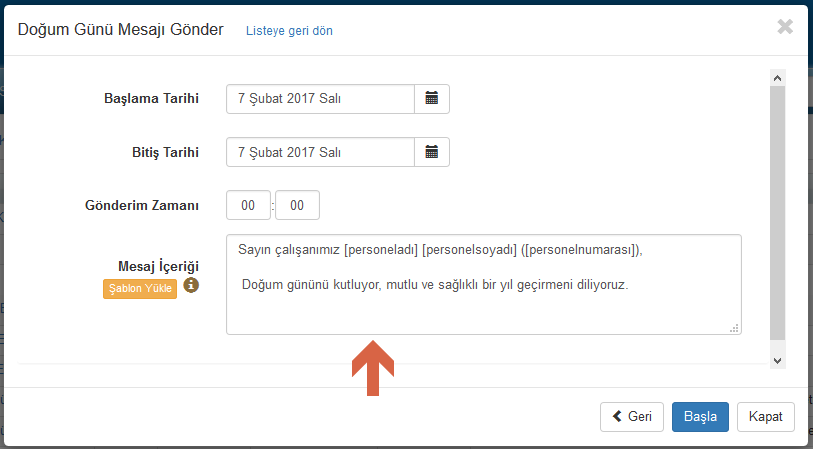 Doğum Günü Mesajı Gönder Listeye geri dön
Başlama Tarihi 7 Şubat 2017 Salı
Bitiş Tarihi 7 Şubat 2017 Salı
Gönderim Zamanı 00 : 00
Mesaj İçeriği
Şablon Yükle
Sayın çalışanımız [personeladı] [personelsoyadı] ([personelnumarası]),
Doğum gününü kutluyor, mutlu ve sağlıklı bir yıl geçirmeni diliyoruz.
Geri Başla Kapat